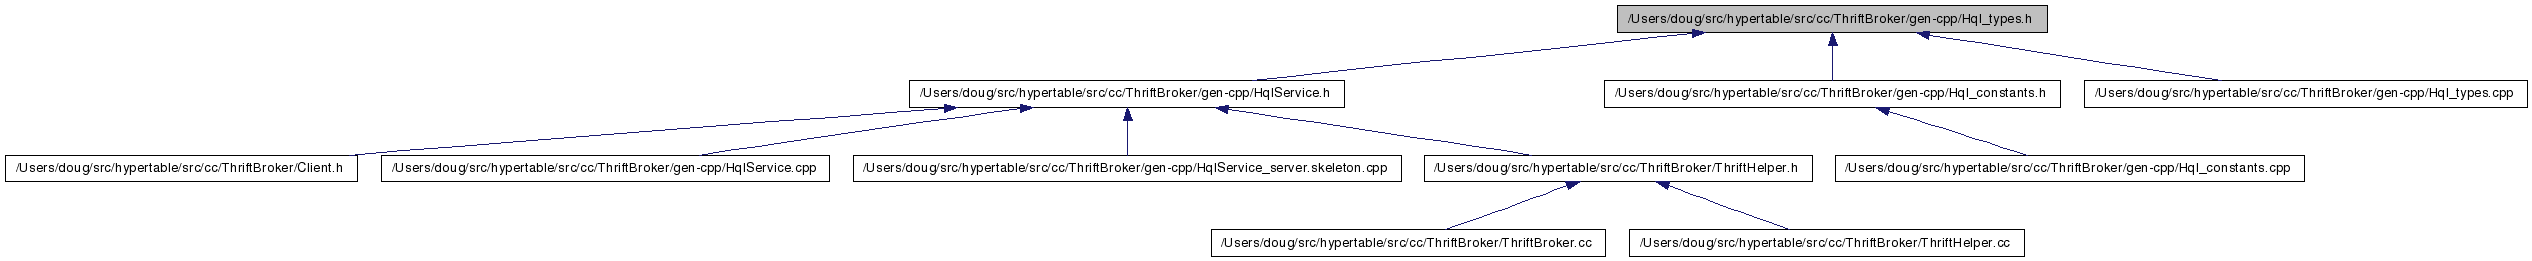 /Users/doug/src/hypertable/src/cc/ThriftBroker/gen-cpp/Hql_types.h
/Users/doug/src/hypertable/src/cc/ThriftBroker/gen-cpp/HqlService.h
/Users/doug/src/hypertable/src/cc/ThriftBroker/gen-cpp/Hql_constants.h
/Users/doug/src/hypertable/src/cc/ThriftBroker/gen-cpp/Hql_types.cpp
/Users/doug/src/hypertable/src/cc/ThriftBroker/Client.h
/Users/doug/src/hypertable/src/cc/ThriftBroker/gen-cpp/HqlService.cpp
/Users/doug/src/hypertable/src/cc/ThriftBroker/gen-cpp/HqlService_server.skeleton.cpp
/Users/doug/src/hypertable/src/cc/ThriftBroker/ThriftHelper.h
/Users/doug/src/hypertable/src/cc/ThriftBroker/gen-cpp/Hql_constants.cpp
/Users/doug/src/hypertable/src/cc/ThriftBroker/ThriftBroker.cc
/Users/doug/src/hypertable/src/cc/ThriftBroker/ThriftHelper.cc